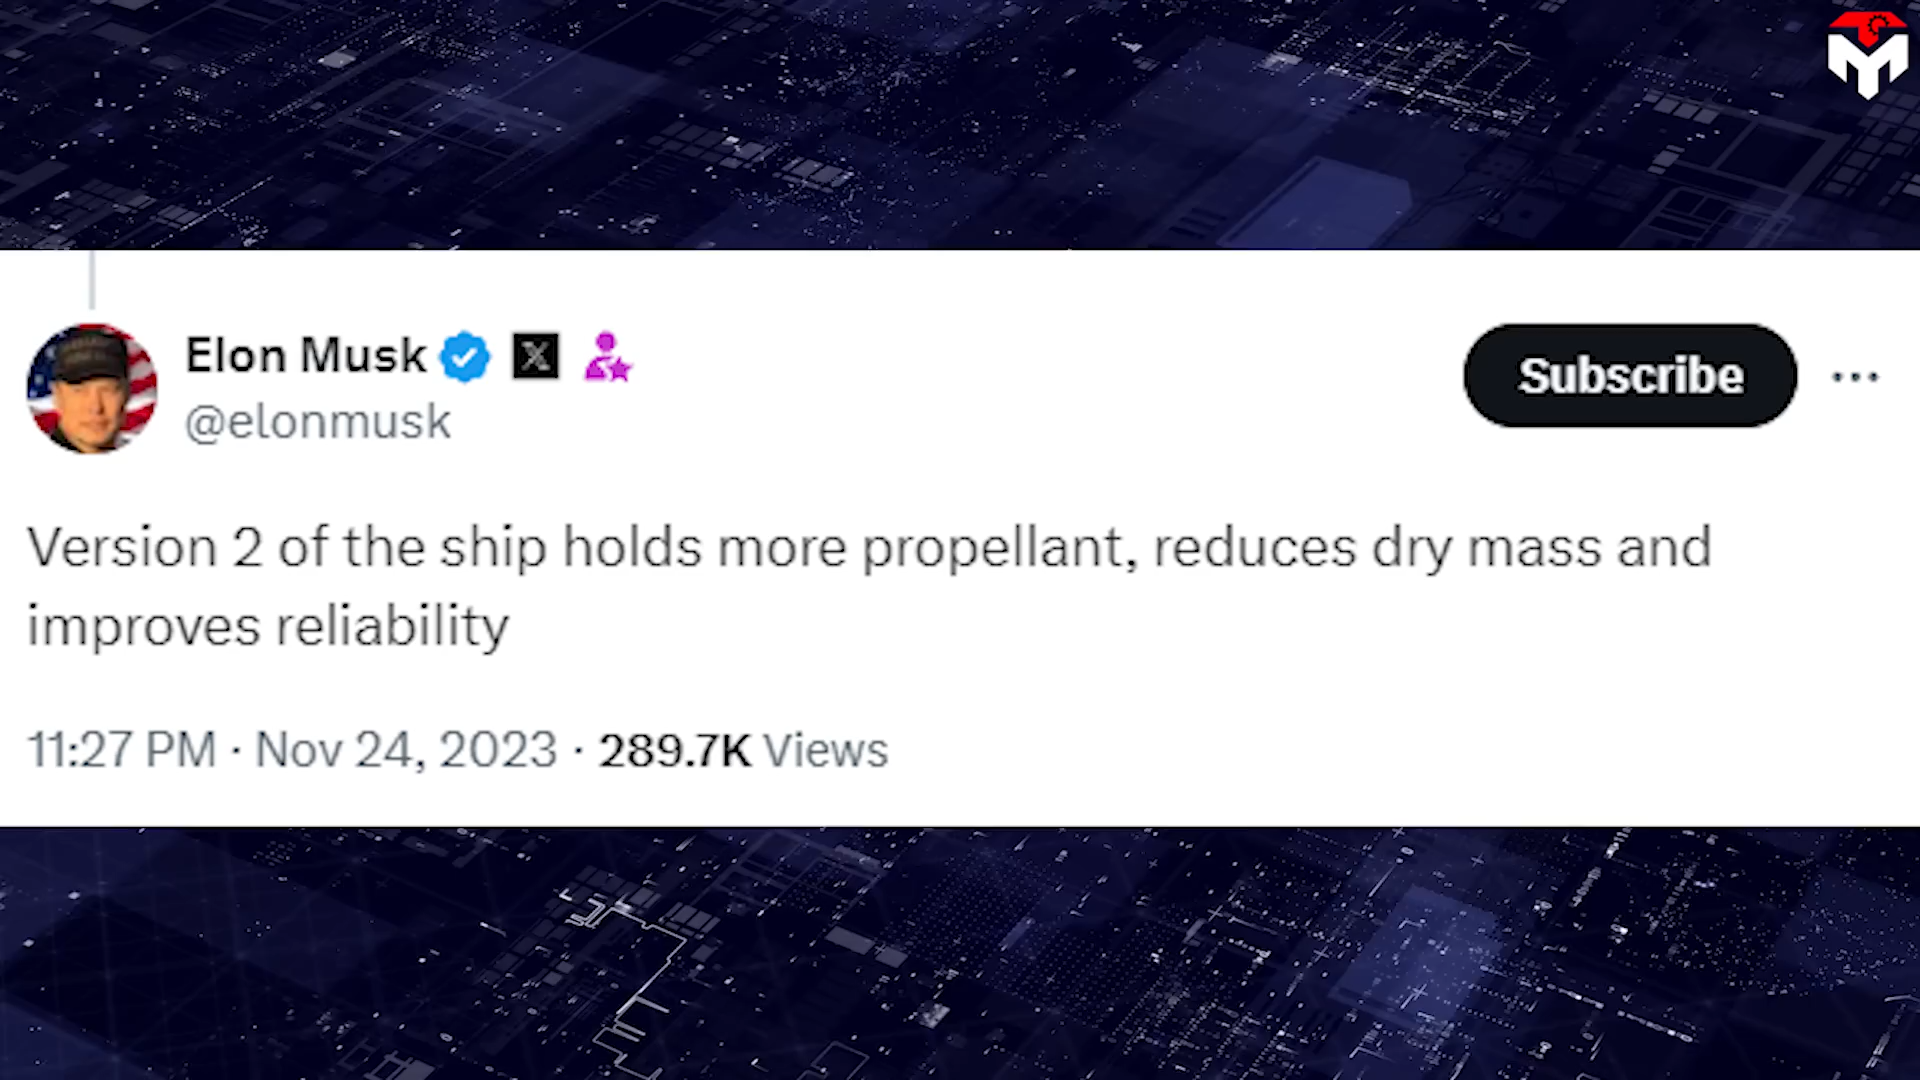 Elon Musk
@elonmusk
Subscribe
Version 2 of the ship holds more propellant, reduces dry mass and
improves reliability
11:27 PM · Nov 24, 2023 · 289.7K Views